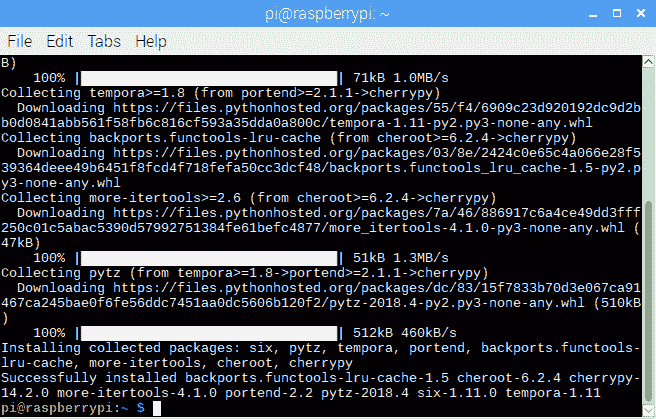 pi@raspberrypi: ~
File Edit Tabs Help
B)
100% |████████████████████████████████| 71kB 1.0MB/s
Collecting tempora>=1.8 (from portend>=2.1.1->cherrypy)
Downloading https://files.pythonhosted.org/packages/55/f4/6909c23d920192dc9d2b
b0d0841abb561f58fb6c816cf593a35dda0a800c/tempora-1.11-py2.py3-none-any.whl
Collecting backports.functools-lru-cache (from cheroot>=6.2.4->cherrypy)
Downloading https://files.pythonhosted.org/packages/03/8e/2424c0e65c4a066e28f5
39364deee49b6451f8fcd4f718fefa50cc3dcf48/backports.functools_lru_cache-1.5-py2.p
y3-none-any.whl
Collecting more-itertools>=2.6 (from cheroot>=6.2.4->cherrypy)
Downloading https://files.pythonhosted.org/packages/7a/46/886917c6a4ce49dd3fff
250c01c5abac5390d57992751384fe61befc4877/more_itertools-4.1.0-py3-none-any.whl (
47kB)
100% |████████████████████████████████| 51kB 1.3MB/s
Collecting pytz (from tempora>=1.8->portend>=2.1.1->cherrypy)
Downloading https://files.pythonhosted.org/packages/dc/83/15f7833b70d3e067ca91
467ca245bae0f6fe56ddc7451aa0dc5606b120f2/pytz-2018.4-py2.py3-none-any.whl (510kB
)
100% |████████████████████████████████| 512kB 460kB/s
Installing collected packages: six, pytz, tempora, portend, backports.functools-
lru-cache, more-itertools, cheroot, cherrypy
Successfully installed backports.functools-lru-cache-1.5 cheroot-6.2.4 cherrypy-
14.2.0 more-itertools-4.1.0 portend-2.2 pytz-2018.4 six-1.11.0 tempora-1.11
pi@raspberrypi:~ $